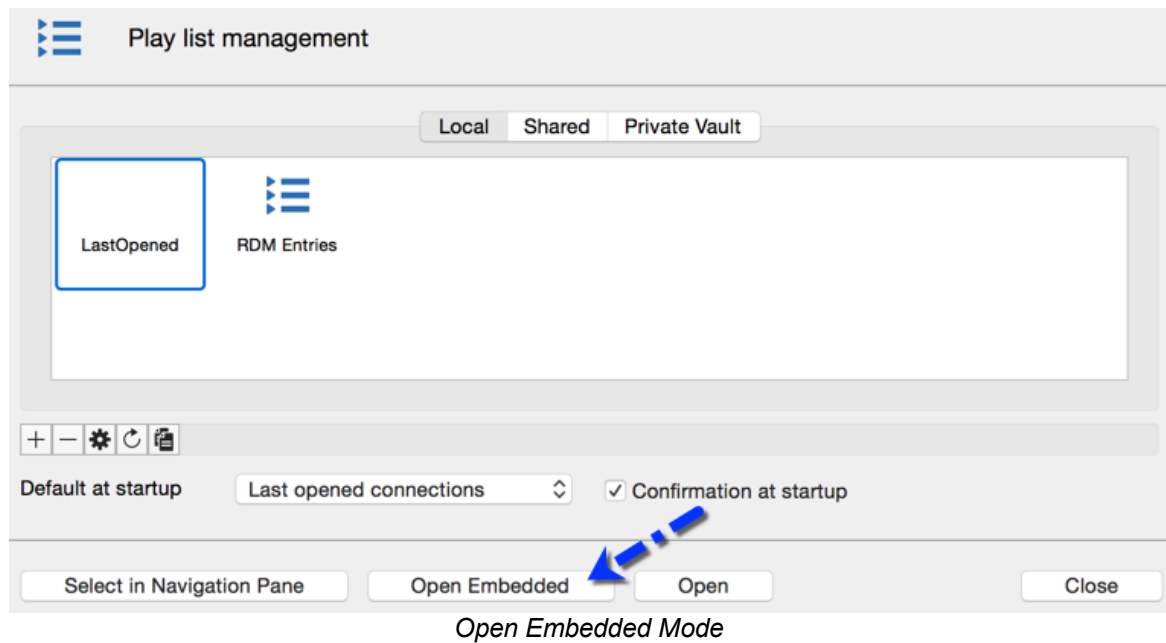 Play list management
Local Shared Private Vault
LastOpened RDM Entries
Default at startup Last opened connections Confirmation at startup
Select in Navigation Pane Open Embedded Open Close
Open Embedded Mode